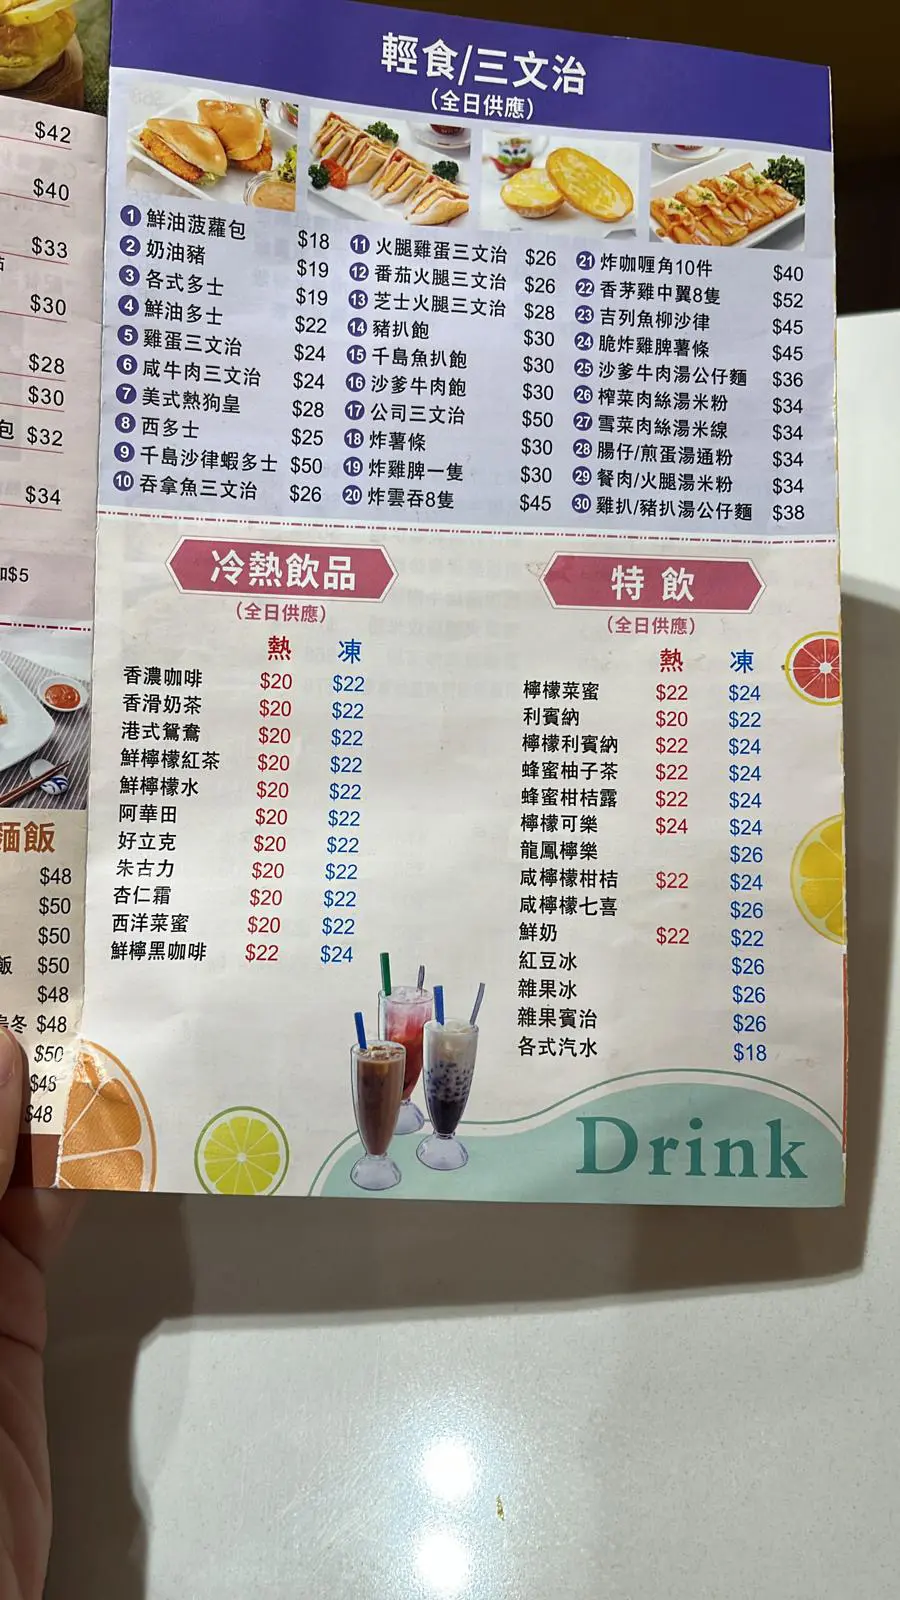 $42
$40
$33
$30
$28
$30
包 $32
$34
$5
麵飯
$48
$50
$50
飯 $50
$48
烏冬 $48
$50
$48
$48
輕食/三文治
(全日供應)
1 鮮油菠蘿包 $18
2 奶油豬 $19
3 各式多士 $19
4 鮮油多士 $22
5 雞蛋三文治 $24
6 咸牛肉三文治 $24
7 美式熱狗皇 $28
8 西多士 $25
9 千島沙律蝦多士 $50
10 吞拿魚三文治 $26
11 火腿雞蛋三文治 $26
12 番茄火腿三文治 $26
13 芝士火腿三文治 $28
14 豬扒飽 $30
15 千島魚扒飽 $30
16 沙爹牛肉飽 $30
17 公司三文治 $50
18 炸薯條 $30
19 炸雞脾一隻 $30
20 炸雲吞8隻 $45
21 炸咖喱角10件 $40
22 香茅雞中翼8隻 $52
23 吉列魚柳沙律 $45
24 脆炸雞脾薯條 $45
25 沙爹牛肉湯公仔麵 $36
26 榨菜肉絲湯米粉 $34
27 雪菜肉絲湯米線 $34
28 腸仔/煎蛋湯通粉 $34
29 餐肉/火腿湯米粉 $34
30 雞扒/豬扒湯公仔麵 $38
冷熱飲品
(全日供應)
熱 凍
香濃咖啡 $20 $22
香滑奶茶 $20 $22
港式鴛鴦 $20 $22
鮮檸檬紅茶 $20 $22
鮮檸檬水 $20 $22
阿華田 $20 $22
好立克 $20 $22
朱古力 $20 $22
杏仁霜 $20 $22
西洋菜蜜 $20 $22
鮮檸黑咖啡 $22 $24
特飲
(全日供應)
熱 凍
檸檬菜蜜 $22 $24
利賓納 $20 $22
檸檬利賓納 $22 $24
蜂蜜柚子茶 $22 $24
蜂蜜柑桔露 $22 $24
檸檬可樂 $24 $24
龍鳳檸樂 $26
咸檸檬柑桔 $22 $24
咸檸檬七喜 $26
鮮奶 $22 $22
紅豆冰 $26
雜果冰 $26
雜果賓治 $26
各式汽水 $18
Drink